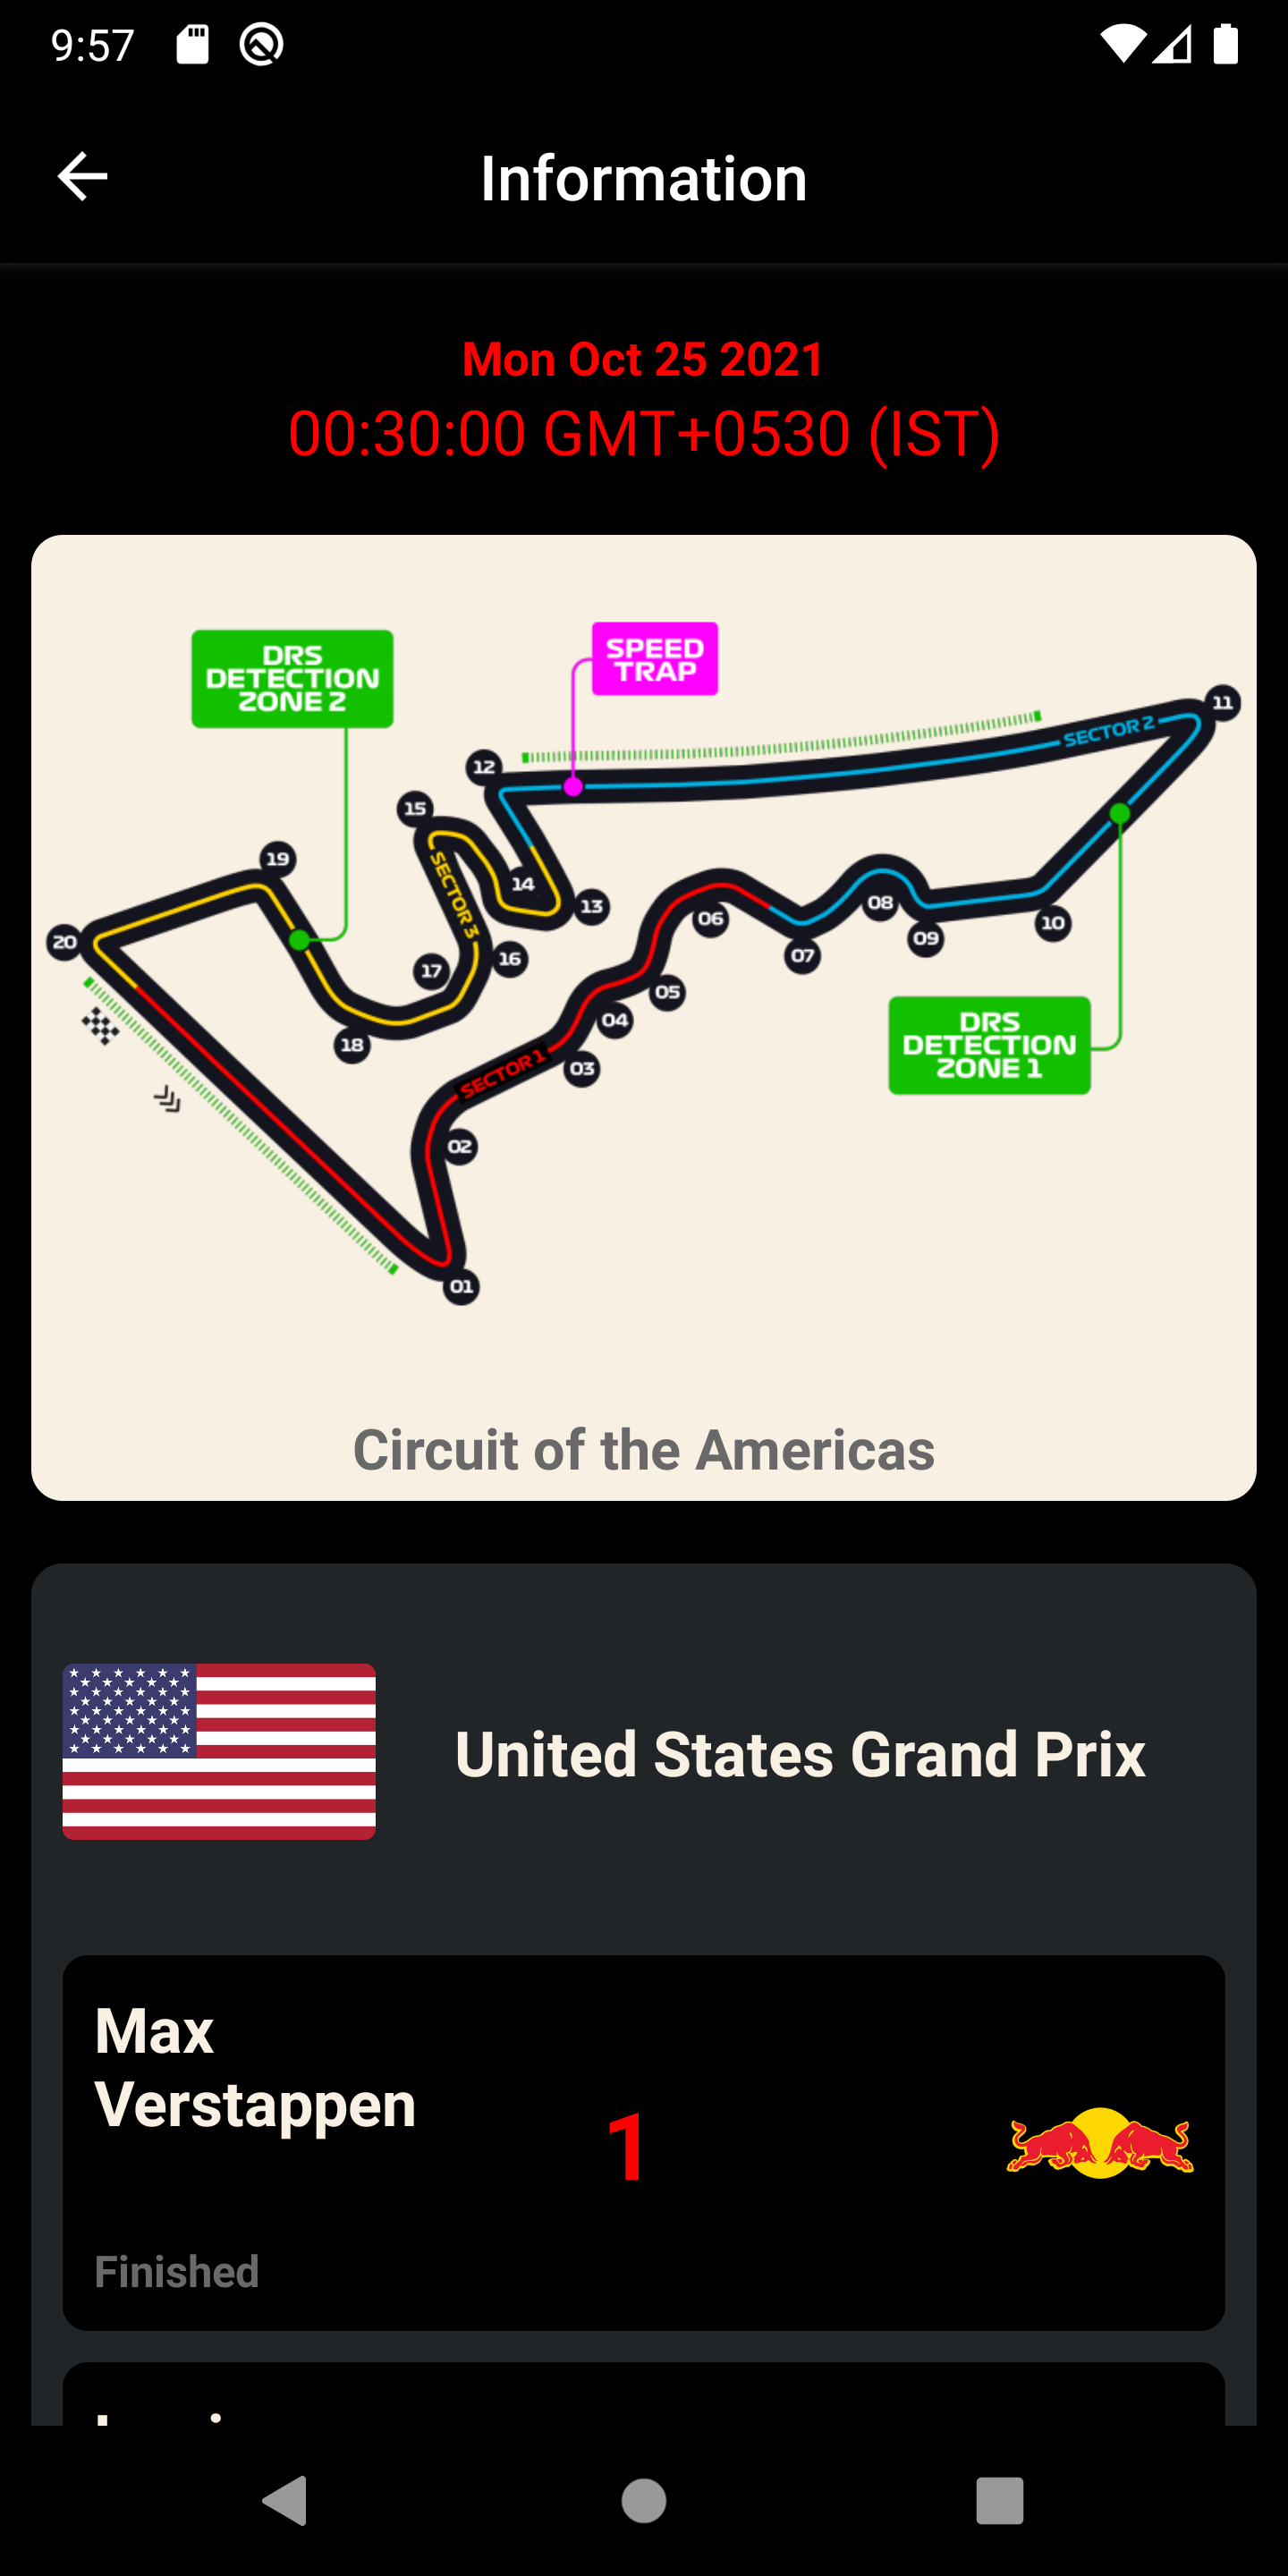 9:57
Information
Mon Oct 25 2021
00:30:00 GMT+0530 (IST)
DRS
DETECTION
ZONE 2
SPEED
TRAP
11
SECTOR 2
12
15
19
SECTOR 3
14
13
08
06
10
20
09
07
16
17
05
04
18
03
SECTOR 1
DRS
DETECTION
ZONE 1
02
01
Circuit of the Americas
United States Grand Prix
Max
Verstappen
1
Finished